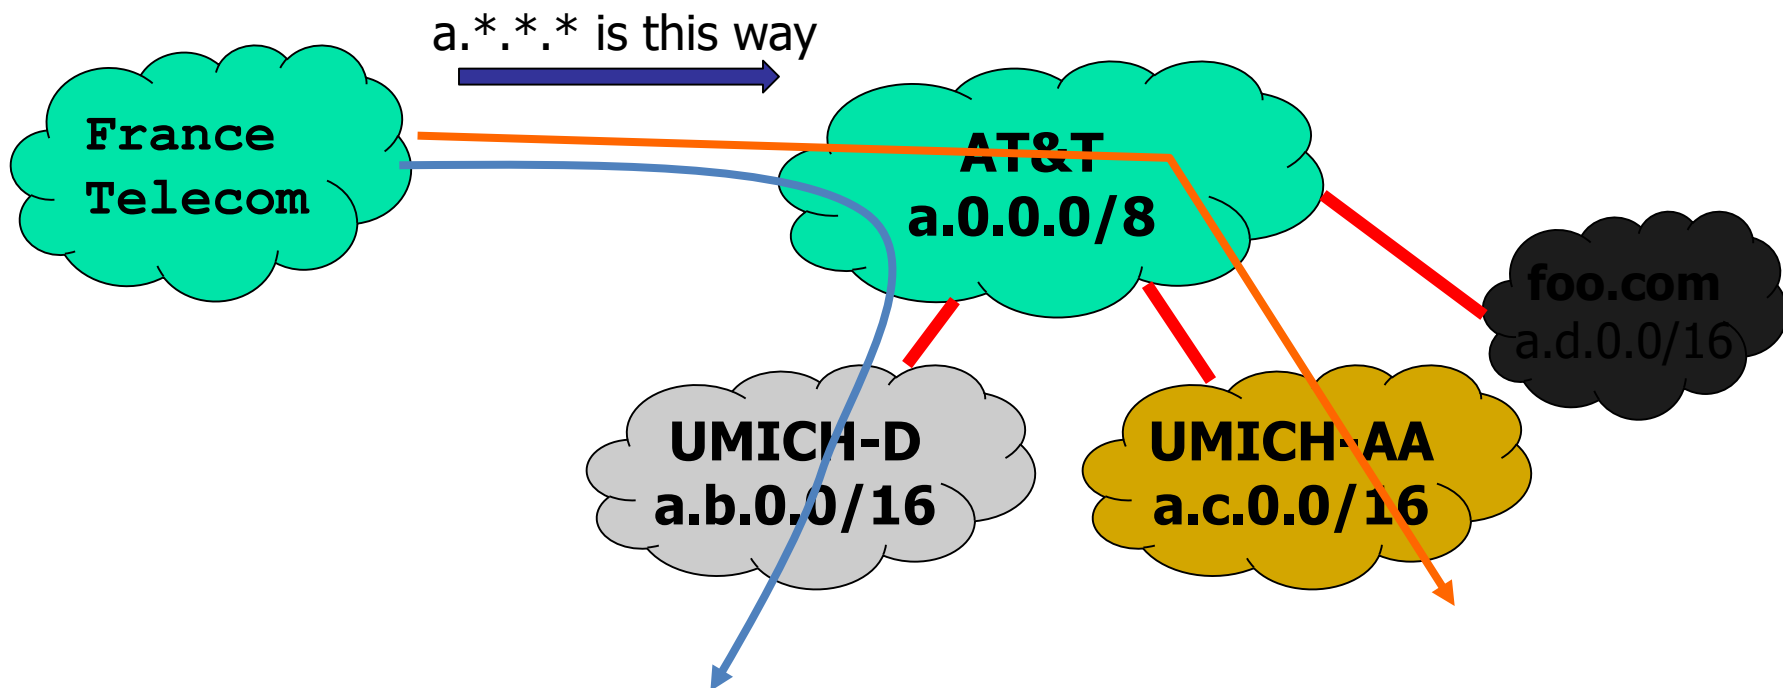 a.*.*.* is this way
France
Telecom
AT&T
a.0.0.0/8
foo.com
a.d.0.0/16
UMICH-D
a.b.0.0/16
UMICH-AA
a.c.0.0/16